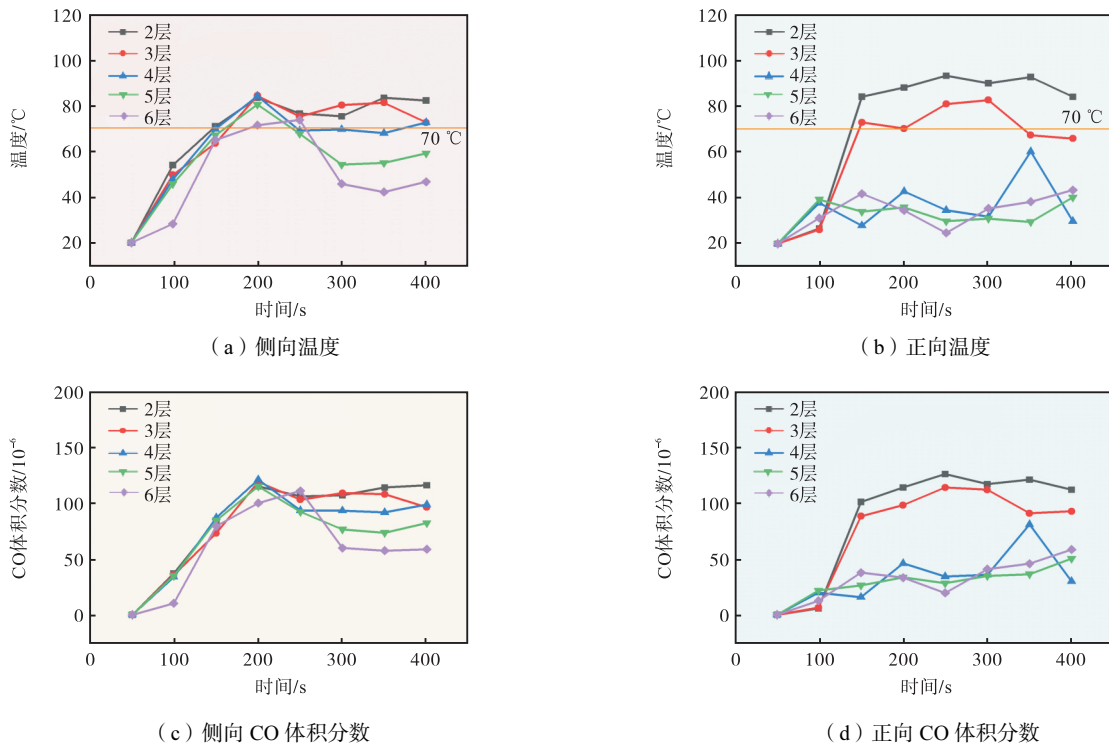 120
100
80
60
40
20
温度/℃
2层
3层
4层
5层
6层
70 ℃
0
100
200
300
400
时间/s
（a）侧向温度
120
100
80
60
40
20
温度/℃
2层
3层
4层
5层
6层
70 ℃
0
100
200
300
400
时间/s
（b）正向温度
200
150
100
50
0
CO体积分数/10⁻⁶
2层
3层
4层
5层
6层
0
100
200
300
400
时间/s
（c）侧向 CO 体积分数
200
150
100
50
0
CO体积分数/10⁻⁶
2层
3层
4层
5层
6层
0
100
200
300
400
时间/s
（d）正向 CO 体积分数